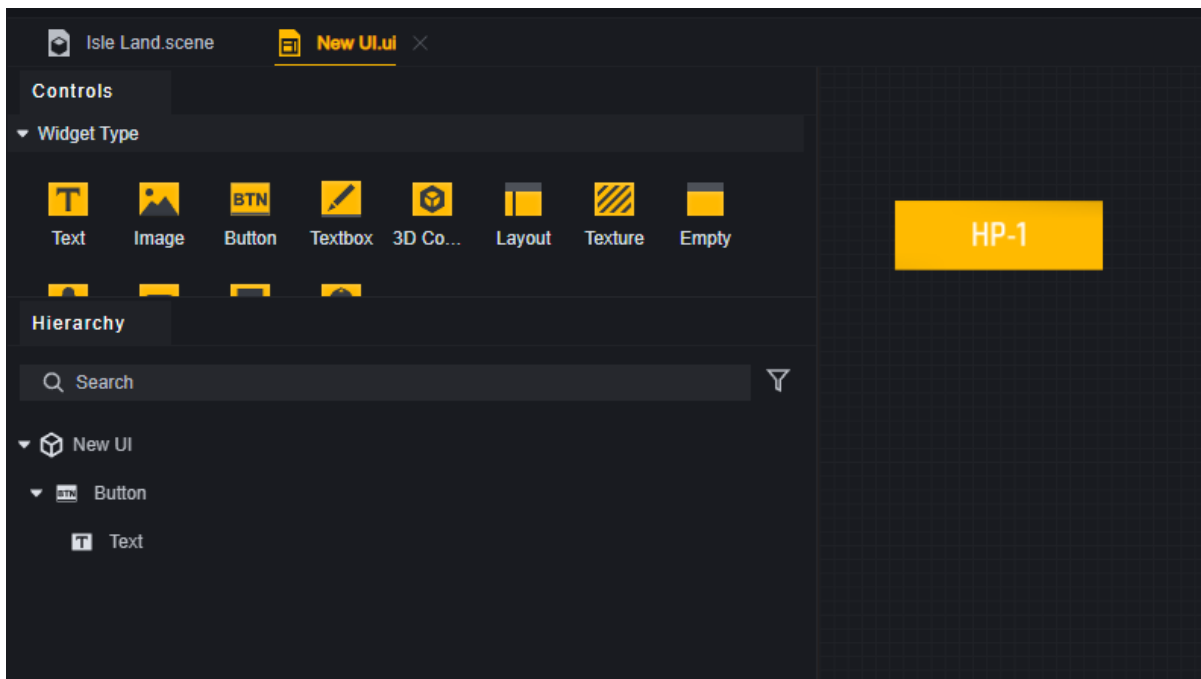 Isle Land.scene New UI.ui
Controls
Widget Type
BTN
Text Image Button Textbox 3D Co... Layout Texture Empty
HP-1
Hierarchy
Search
New UI
BTN Button
T Text